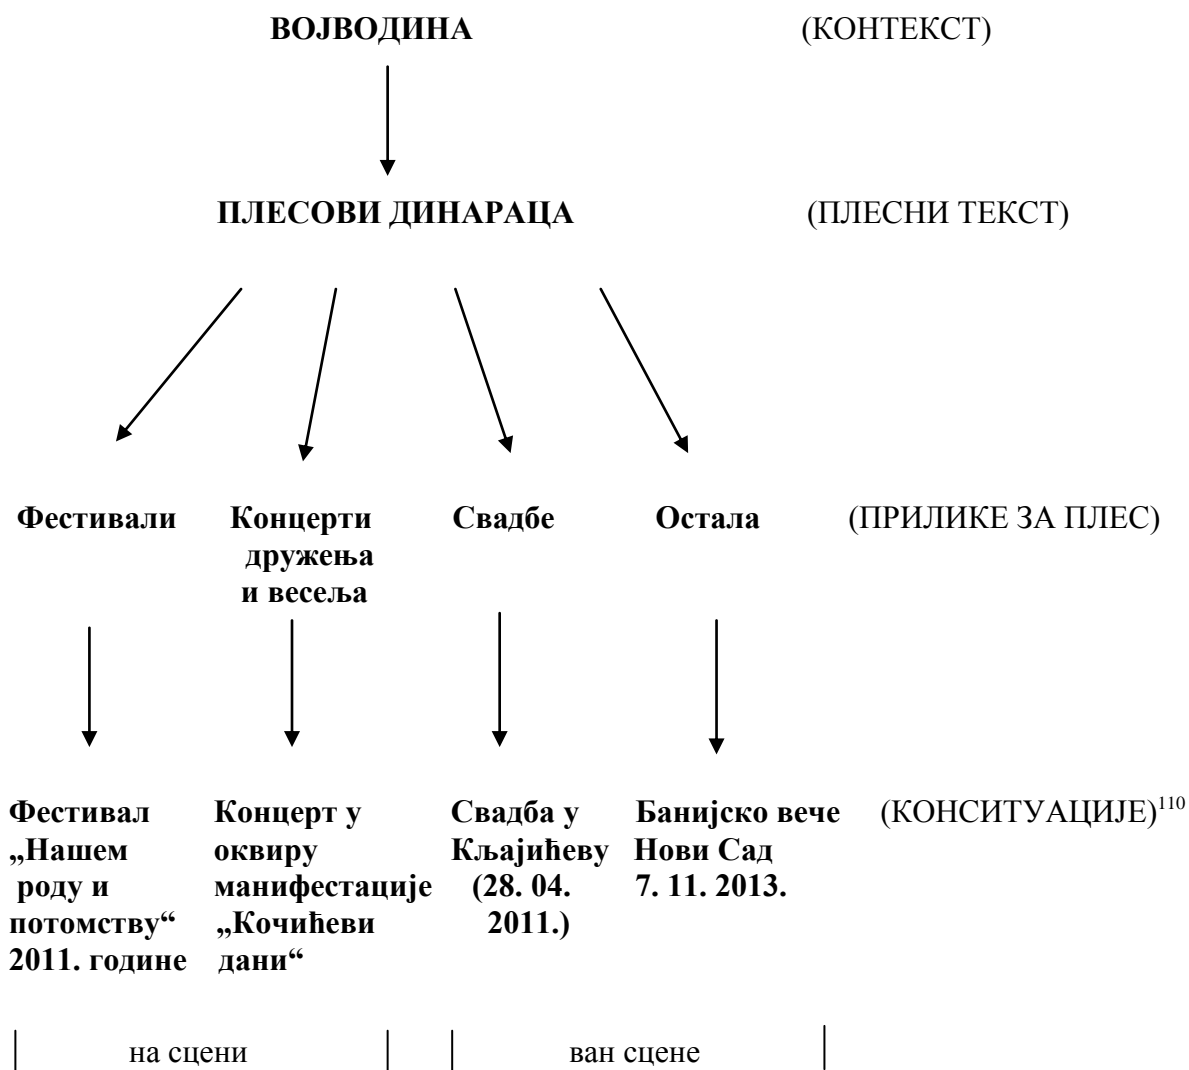 ВОЈВОДИНА (КОНТЕКСТ)
ПЛЕСОВИ ДИНАРАЦА (ПЛЕСНИ ТЕКСТ)
Фестивали Концерти Свадбе Остала (ПРИЛИКЕ ЗА ПЛЕС)
дружења
и весеља
Фестивал Концерт у Свадба у Банијско вече (КОНСИТУАЦИЈЕ)110
„Нашем оквиру Кљајићеву Нови Сад
роду и манифестације (28. 04. 7. 11. 2013.
потомству“ „Кочићеви 2011.)
2011. године дани“
на сцени ван сцене